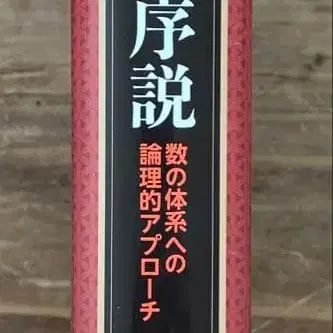 序説
数の体系への
論理的アプローチ